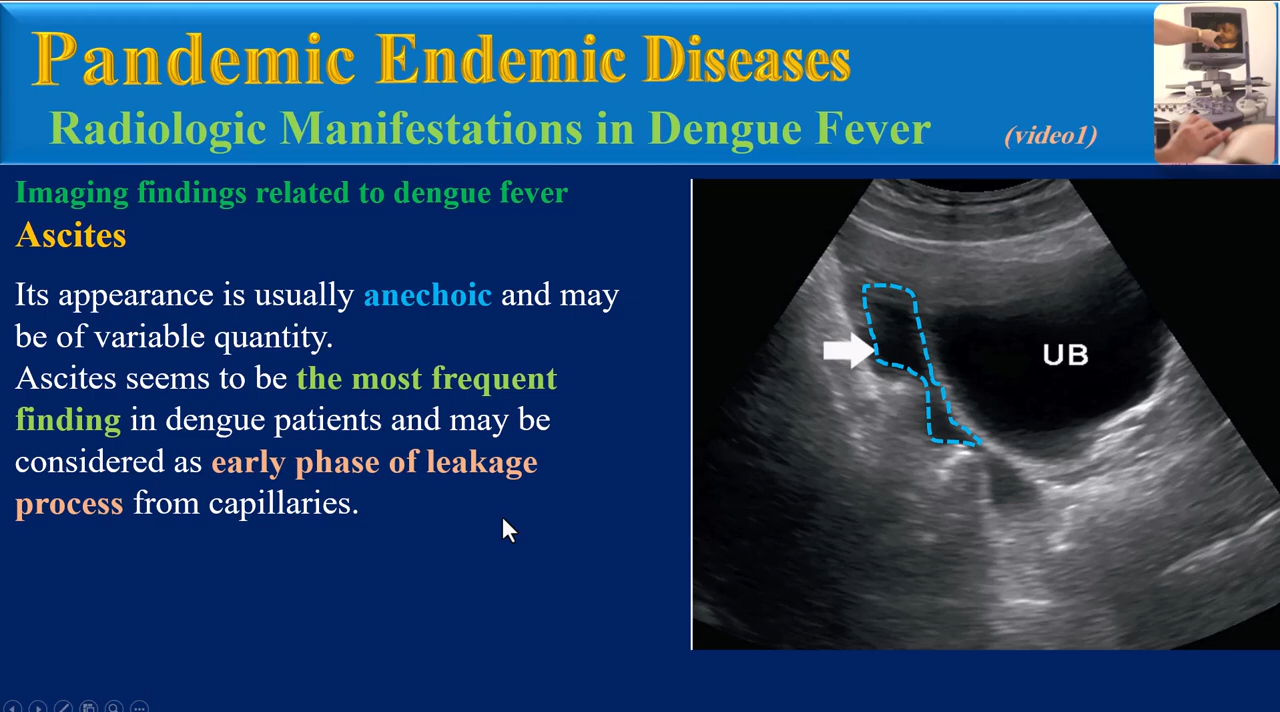 Pandemic Endemic Diseases
Radiologic Manifestations in Dengue Fever (video1)
Imaging findings related to dengue fever
Ascites
Its appearance is usually anechoic and may
be of variable quantity.
Ascites seems to be the most frequent
finding in dengue patients and may be
considered as early phase of leakage
process from capillaries.
UB